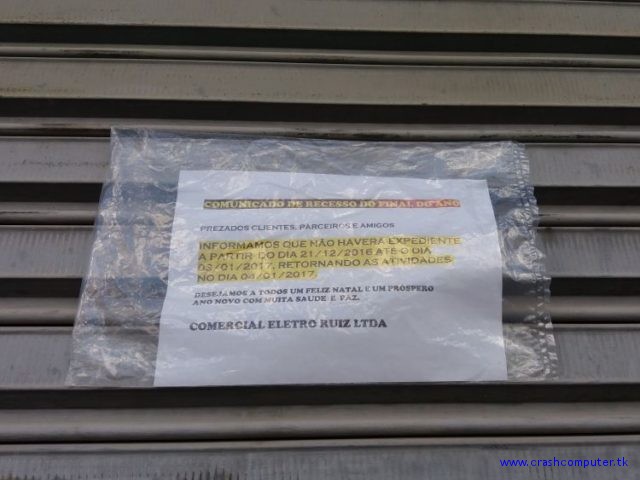 COMUNICADO DE RECESSO DO FINAL DO ANO
PREZADOS CLIENTES, PARCEIROS E AMIGOS
INFORMAMOS QUE NÃO HAVERA EXPEDIENTE
A PARTIR DO DIA 21/12/2016 ATÉ O DIA
03/01/2017, RETORNANDO AS ATIVIDADES
NO DIA 04/01/2017.
DESEJAMOS A TODOS UM FELIZ NATAL E UM PRÓSPERO
ANO NOVO COM MUITA SAUDE E PAZ.
COMERCIAL ELETRO RUIZ LTDA
www.crashcomputer.tk